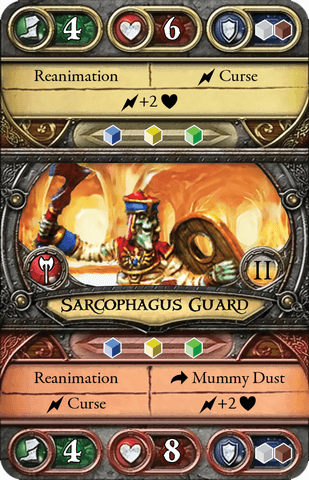 4 6
Reanimation Curse
+2
SARCOPHAGUS GUARD
II
Reanimation Mummy Dust
Curse +2
4 8